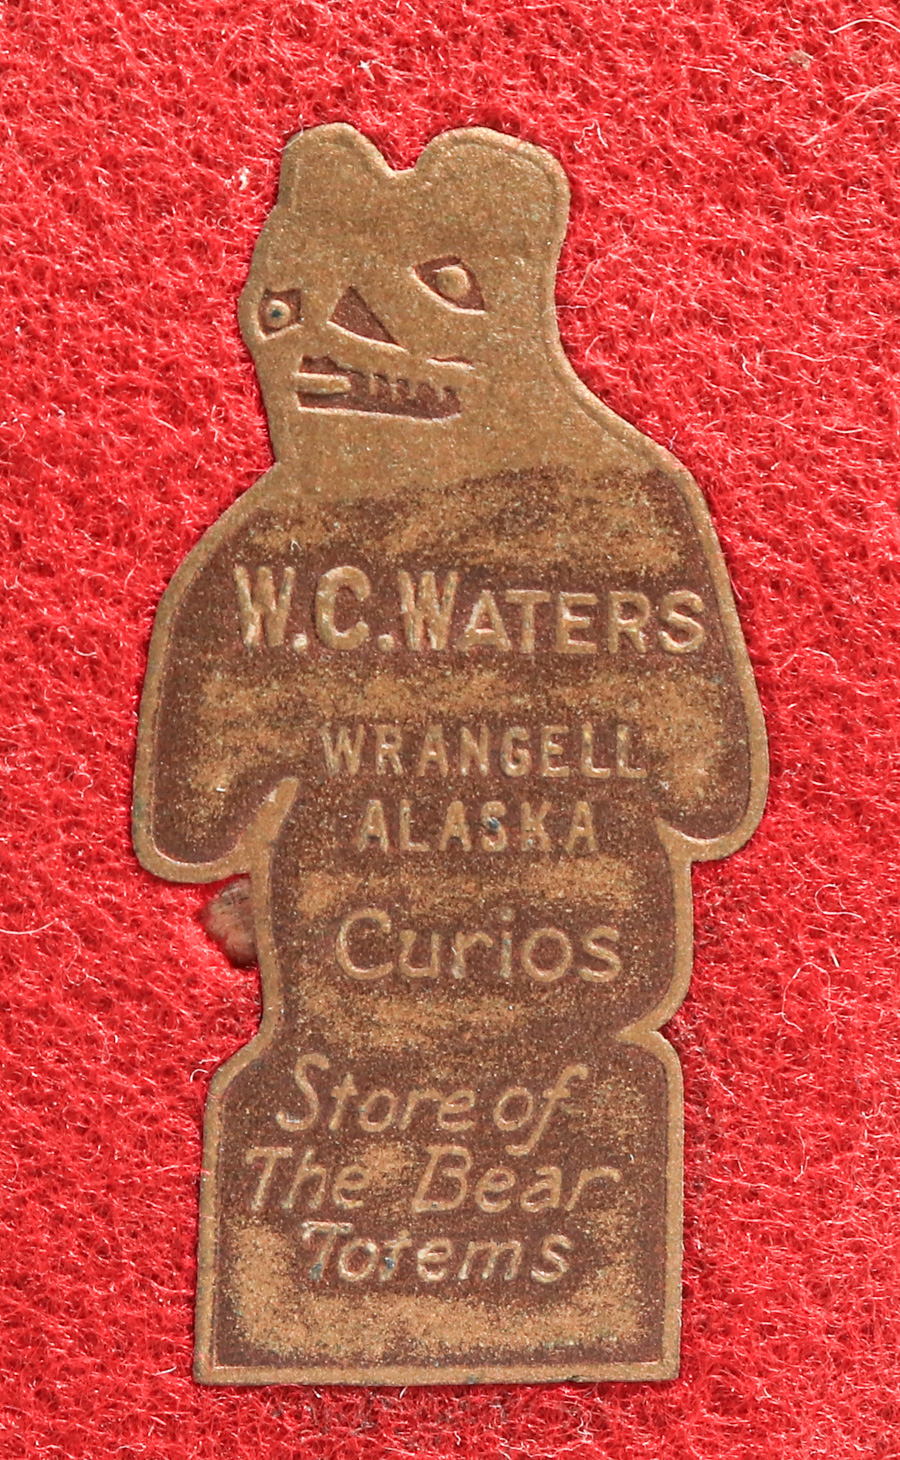 W.C.WATERS
WRANGELL
ALASKA
Curios
Store of
The Bear
Totems